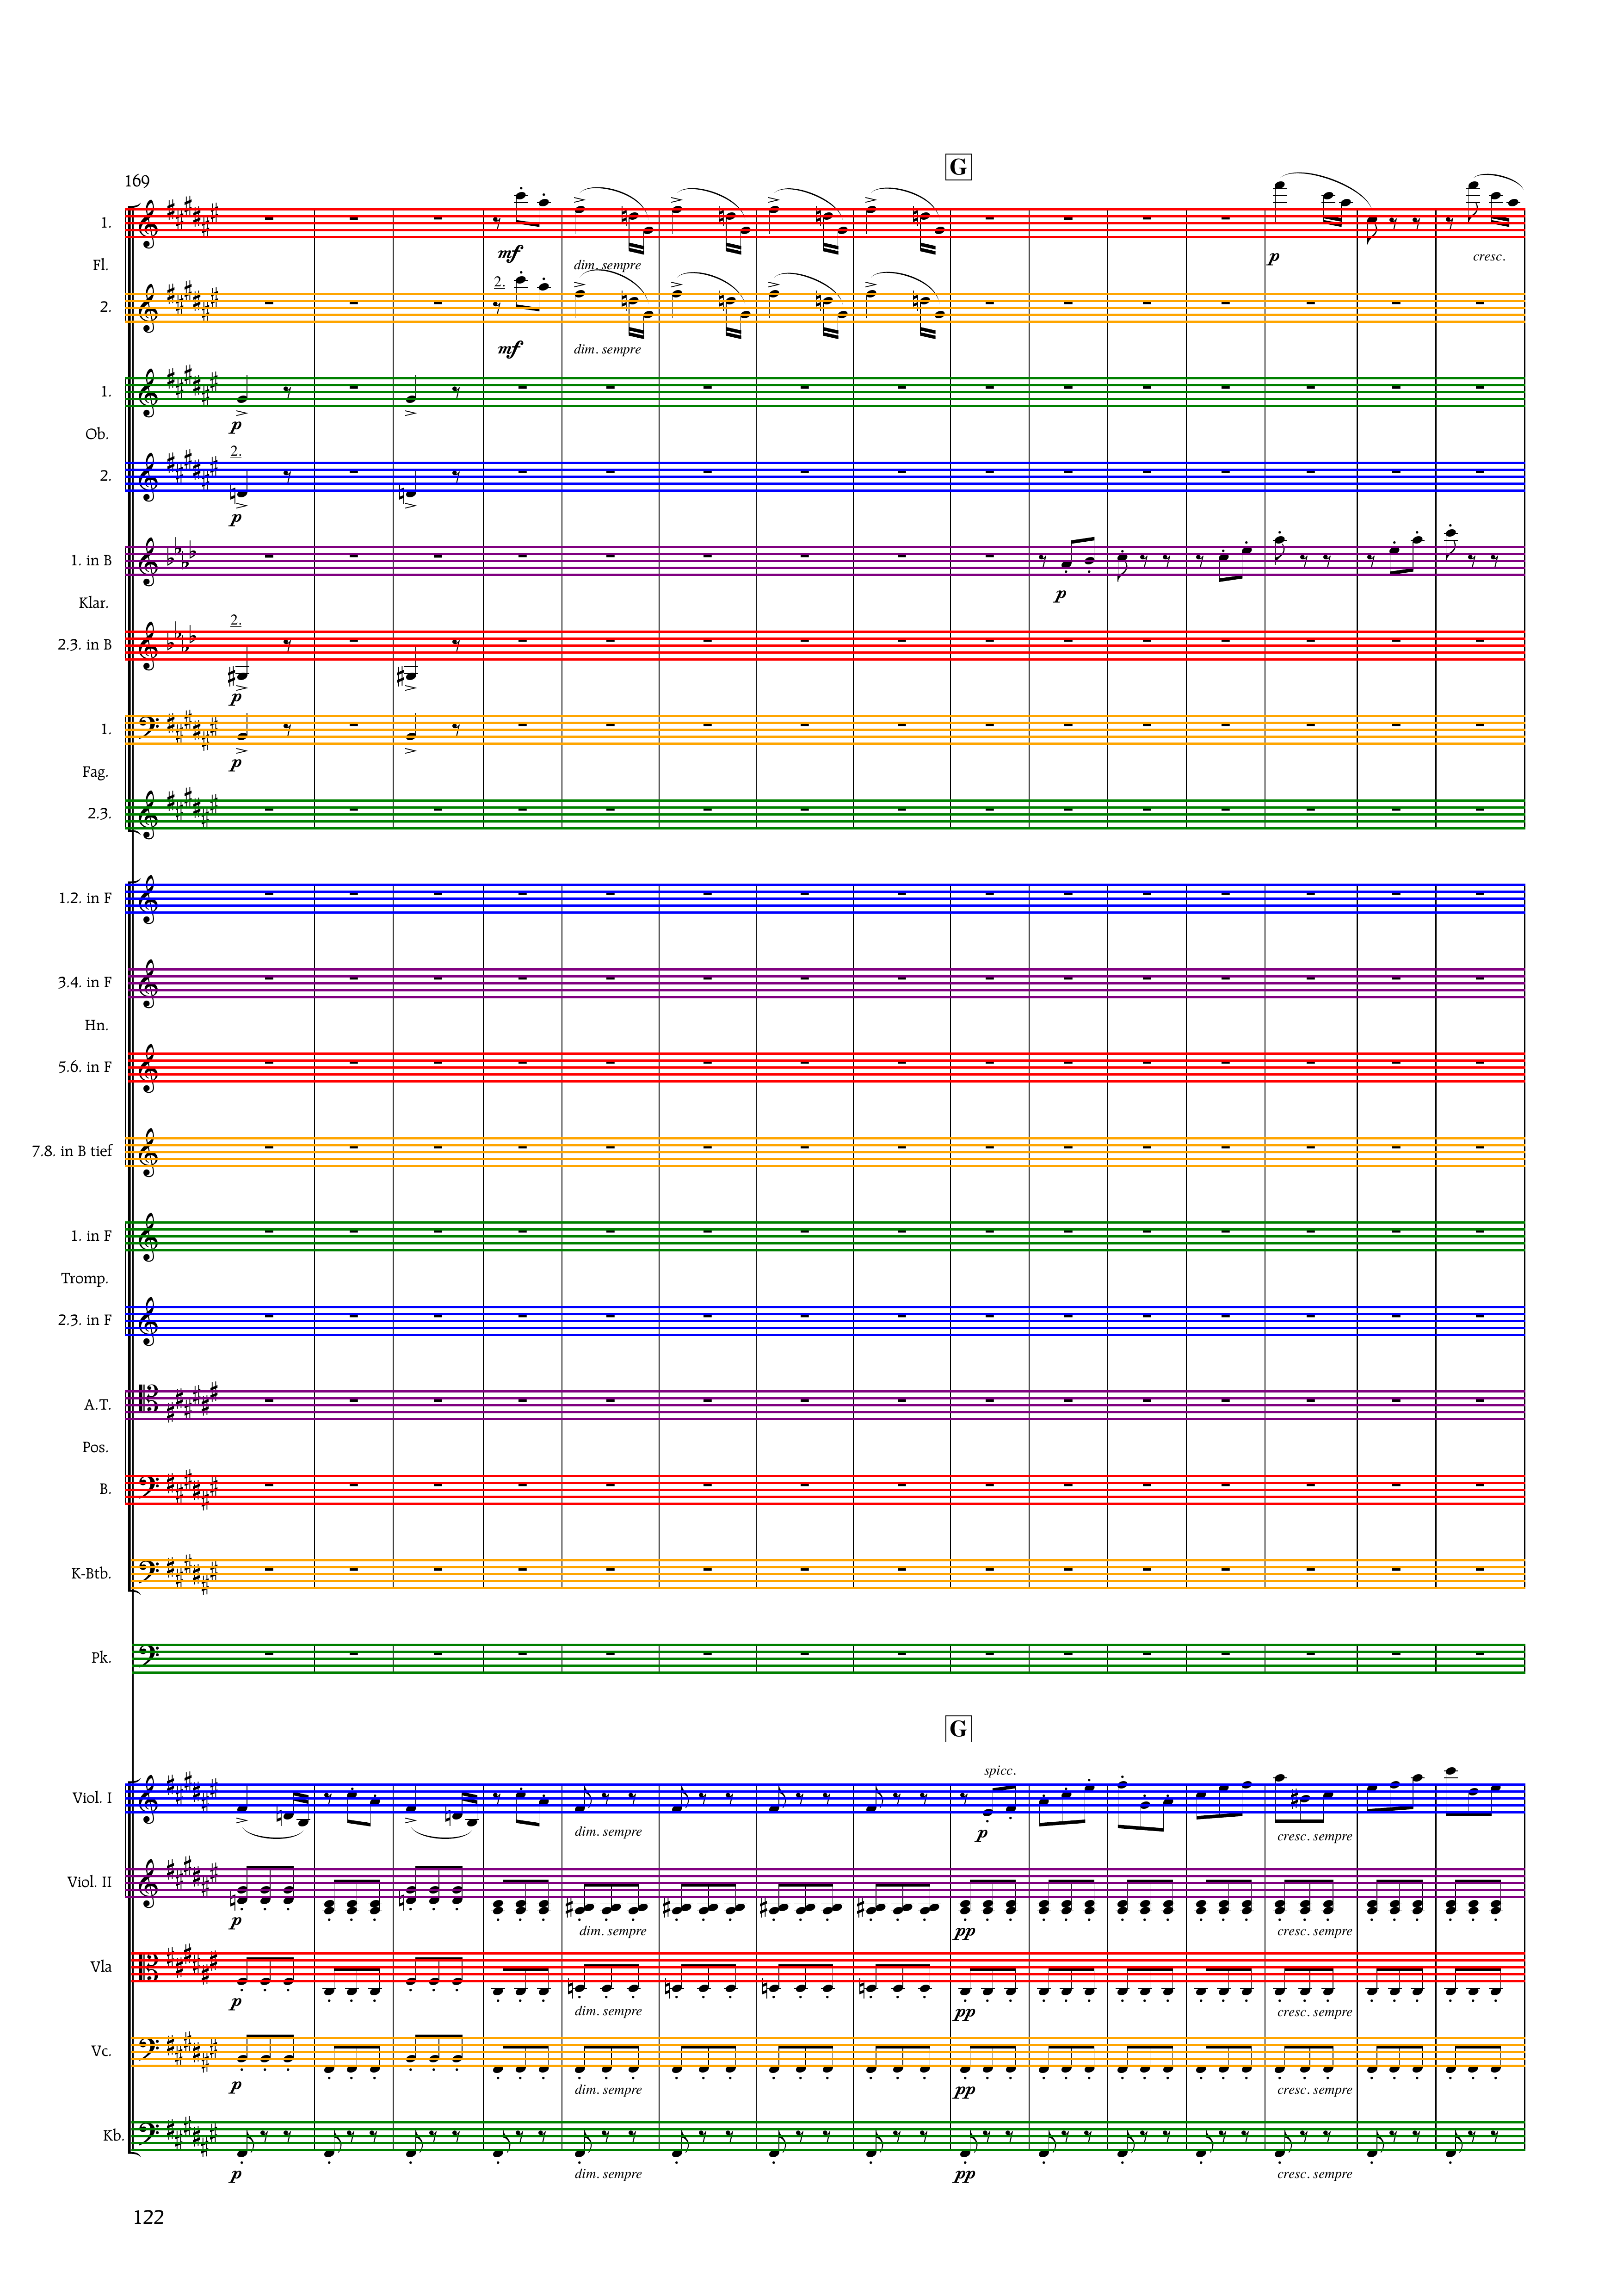 G
169
1.
Fl.
mf
dim. sempre
p
cresc.
2.
2.
mf
dim. sempre
1.
p
Ob.
2.
2.
p
1. in B
p
Klar.
2.
2.3. in B
p
1.
p
Fag.
2.3.
1.2. in F
3.4. in F
Hn.
5.6. in F
7.8. in B tief
1. in F
Tromp.
2.3. in F
A.T.
Pos.
B.
K-Btb.
Pk.
G
spicc.
Viol. I
dim. sempre
p
cresc. sempre
Viol. II
p
dim. sempre
pp
cresc. sempre
Vla
p
dim. sempre
pp
cresc. sempre
Vc.
p
dim. sempre
pp
cresc. sempre
Kb.
p
dim. sempre
pp
cresc. sempre
122